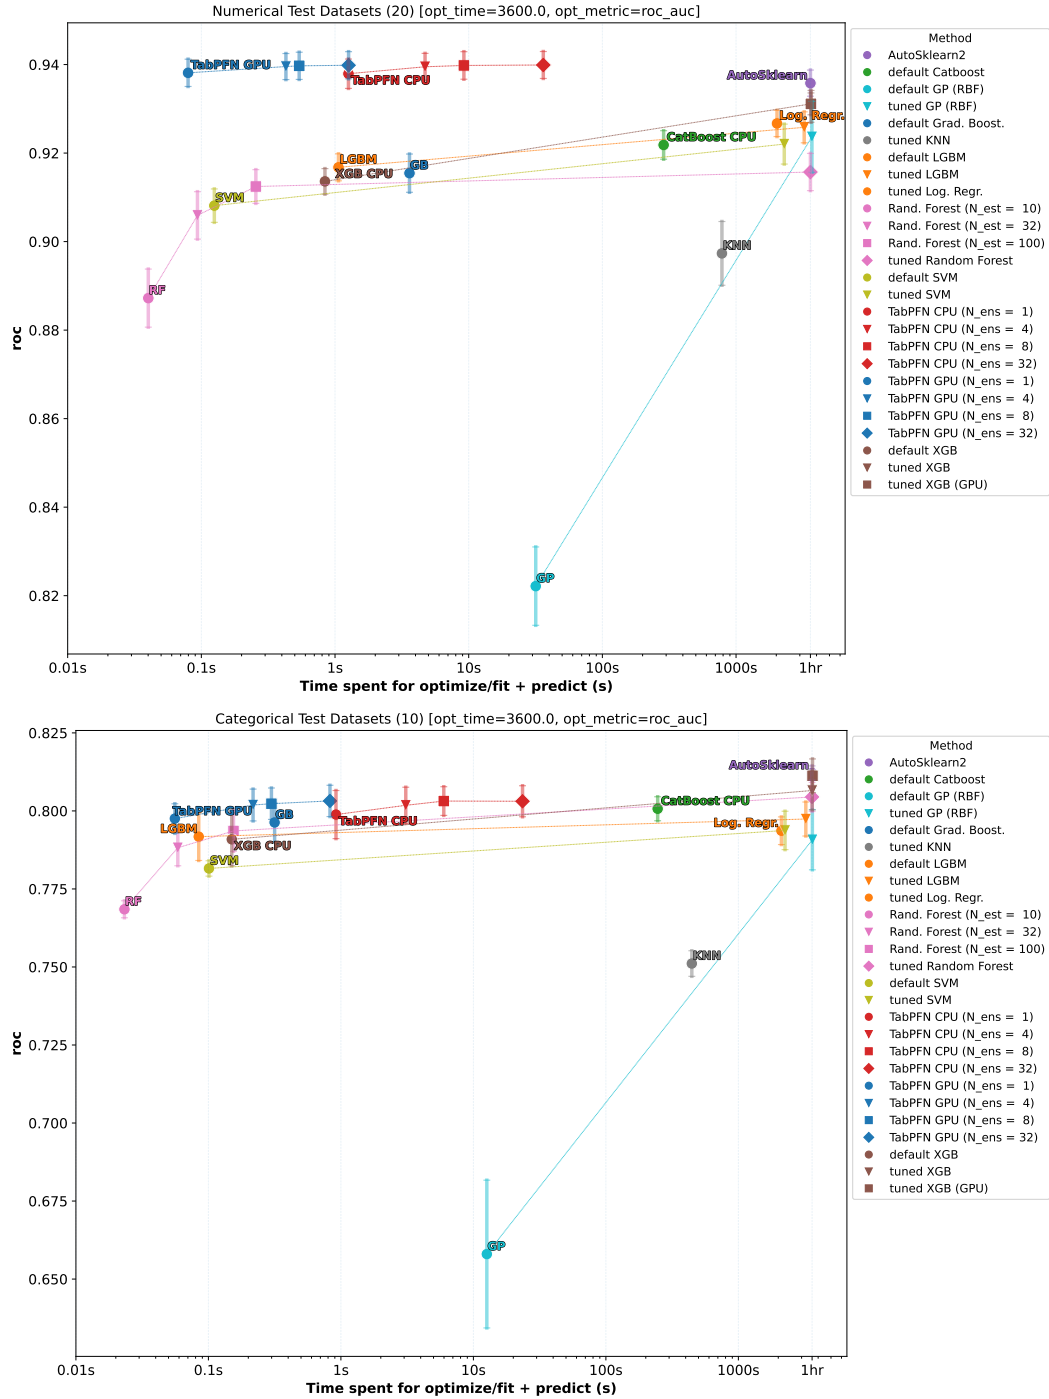 Numerical Test Datasets (20) [opt_time=3600.0, opt_metric=roc_auc]
0.94
0.92
0.90
0.88
0.86
0.84
0.82
roc
TabPFN GPU
TabPFN CPU
AutoSklearn
Log. Regr.
CatBoost CPU
LGBM
XGB CPU
GB
SVM
KNN
RF
GP
0.01s
0.1s
1s
10s
100s
1000s
1hr
Time spent for optimize/fit + predict (s)
Method
AutoSklearn2
default Catboost
default GP (RBF)
tuned GP (RBF)
default Grad. Boost.
tuned KNN
default LGBM
tuned LGBM
tuned Log. Regr.
Rand. Forest (N_est = 10)
Rand. Forest (N_est = 32)
Rand. Forest (N_est = 100)
tuned Random Forest
default SVM
tuned SVM
TabPFN CPU (N_ens = 1)
TabPFN CPU (N_ens = 4)
TabPFN CPU (N_ens = 8)
TabPFN CPU (N_ens = 32)
TabPFN GPU (N_ens = 1)
TabPFN GPU (N_ens = 4)
TabPFN GPU (N_ens = 8)
TabPFN GPU (N_ens = 32)
default XGB
tuned XGB
tuned XGB (GPU)
Categorical Test Datasets (10) [opt_time=3600.0, opt_metric=roc_auc]
0.825
0.800
0.775
0.750
0.725
0.700
0.675
0.650
roc
AutoSklearn
TabPFN GPU
CatBoost CPU
LGBM
GB
TabPFN CPU
Log. Regr.
XGB CPU
SVM
RF
KNN
GP
0.01s
0.1s
1s
10s
100s
1000s
1hr
Time spent for optimize/fit + predict (s)
Method
AutoSklearn2
default Catboost
default GP (RBF)
tuned GP (RBF)
default Grad. Boost.
tuned KNN
default LGBM
tuned LGBM
tuned Log. Regr.
Rand. Forest (N_est = 10)
Rand. Forest (N_est = 32)
Rand. Forest (N_est = 100)
tuned Random Forest
default SVM
tuned SVM
TabPFN CPU (N_ens = 1)
TabPFN CPU (N_ens = 4)
TabPFN CPU (N_ens = 8)
TabPFN CPU (N_ens = 32)
TabPFN GPU (N_ens = 1)
TabPFN GPU (N_ens = 4)
TabPFN GPU (N_ens = 8)
TabPFN GPU (N_ens = 32)
default XGB
tuned XGB
tuned XGB (GPU)